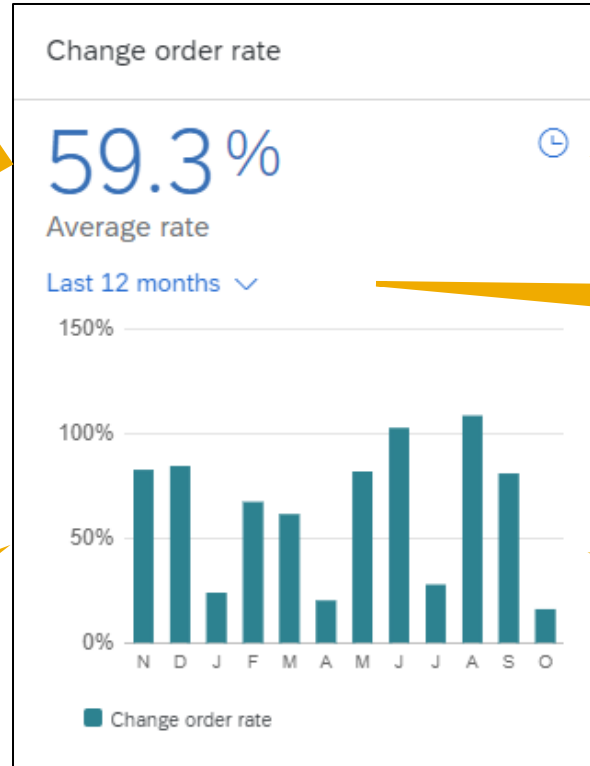 Change order rate
59.3%
Average rate
Last 12 months
150%
100%
50%
0%
N D J F M A M J J A S O
Change order rate